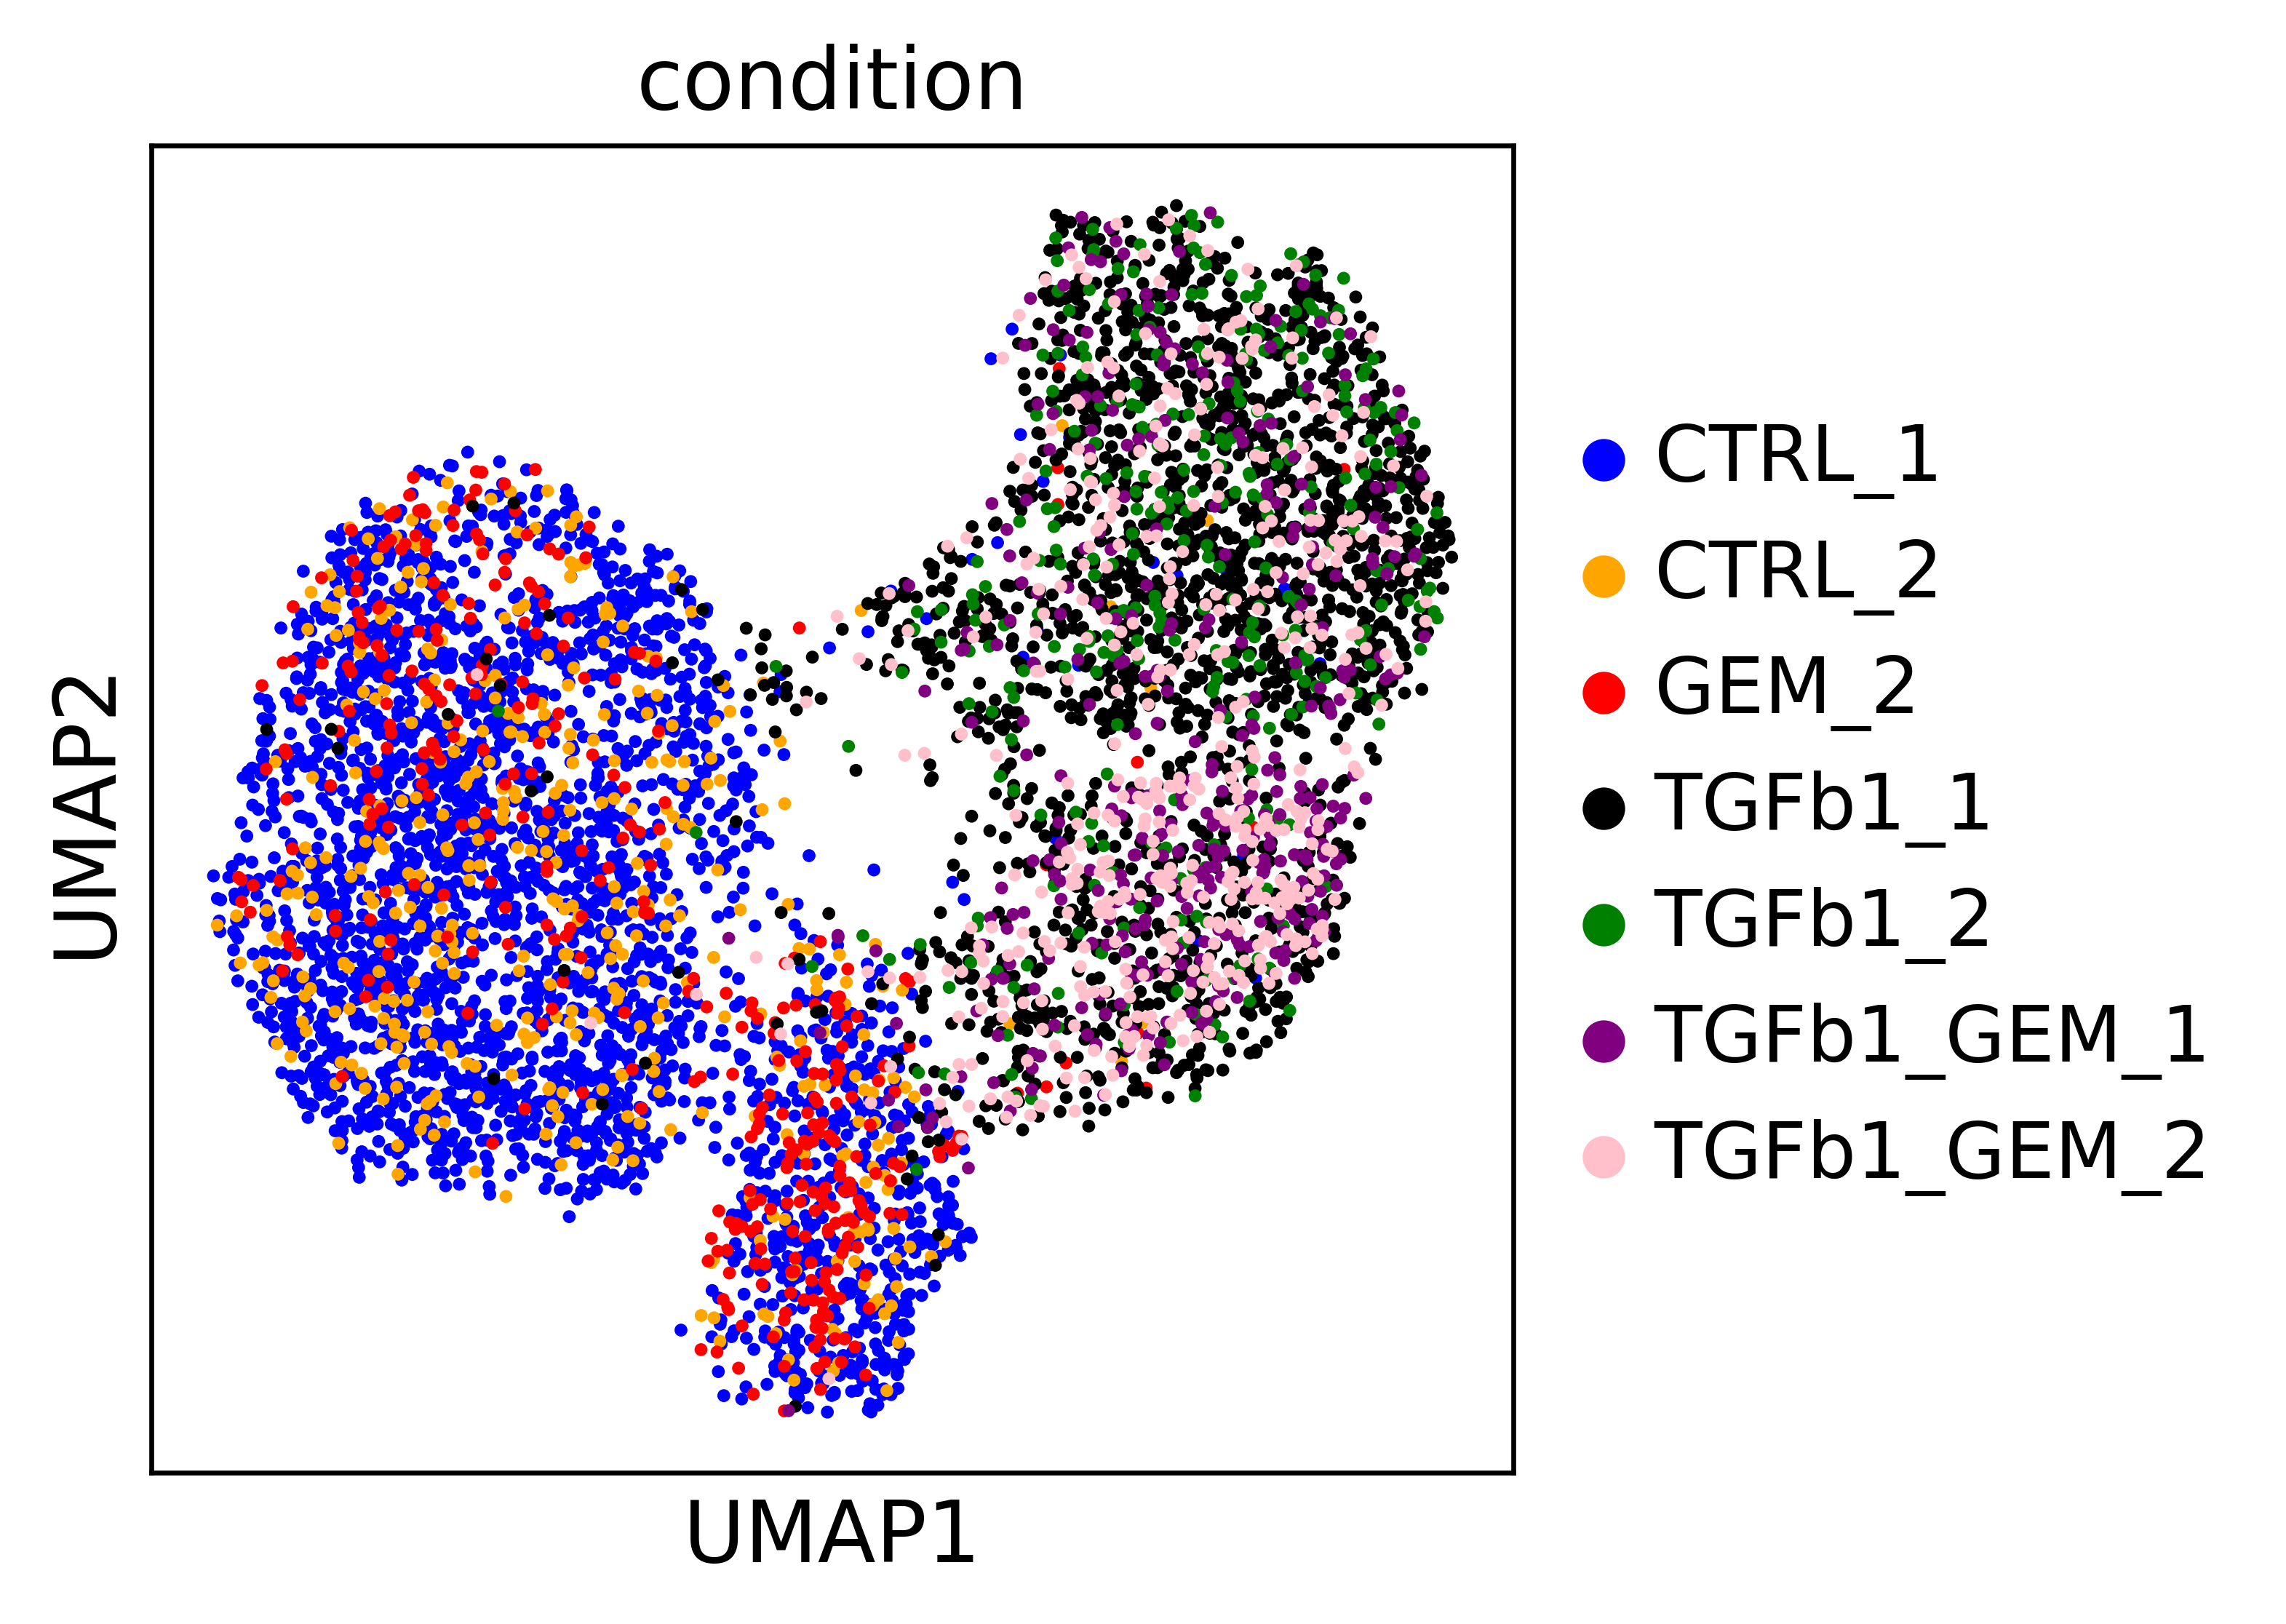 condition
UMAP2
UMAP1
CTRL_1
CTRL_2
GEM_2
TGFb1_1
TGFb1_2
TGFb1_GEM_1
TGFb1_GEM_2